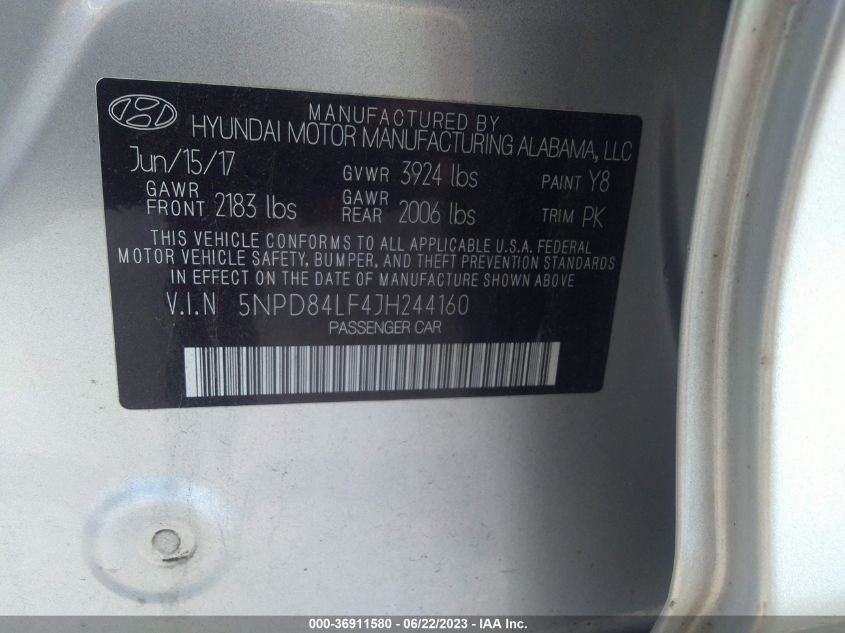 MANUFACTURED BY
HYUNDAI MOTOR MANUFACTURING ALABAMA, LLC
Jun/15/17 GVWR 3924 lbs PAINT Y8
GAWR FRONT 2183 lbs GAWR REAR 2006 lbs TRIM PK
THIS VEHICLE CONFORMS TO ALL APPLICABLE U.S.A. FEDERAL
MOTOR VEHICLE SAFETY, BUMPER, AND THEFT PREVENTION STANDARDS
IN EFFECT ON THE DATE OF MANUFACTURE SHOWN ABOVE
V.I.N 5NPD84LF4JH244160
PASSENGER CAR
000-36911580 - 06/22/2023 - IAA Inc.